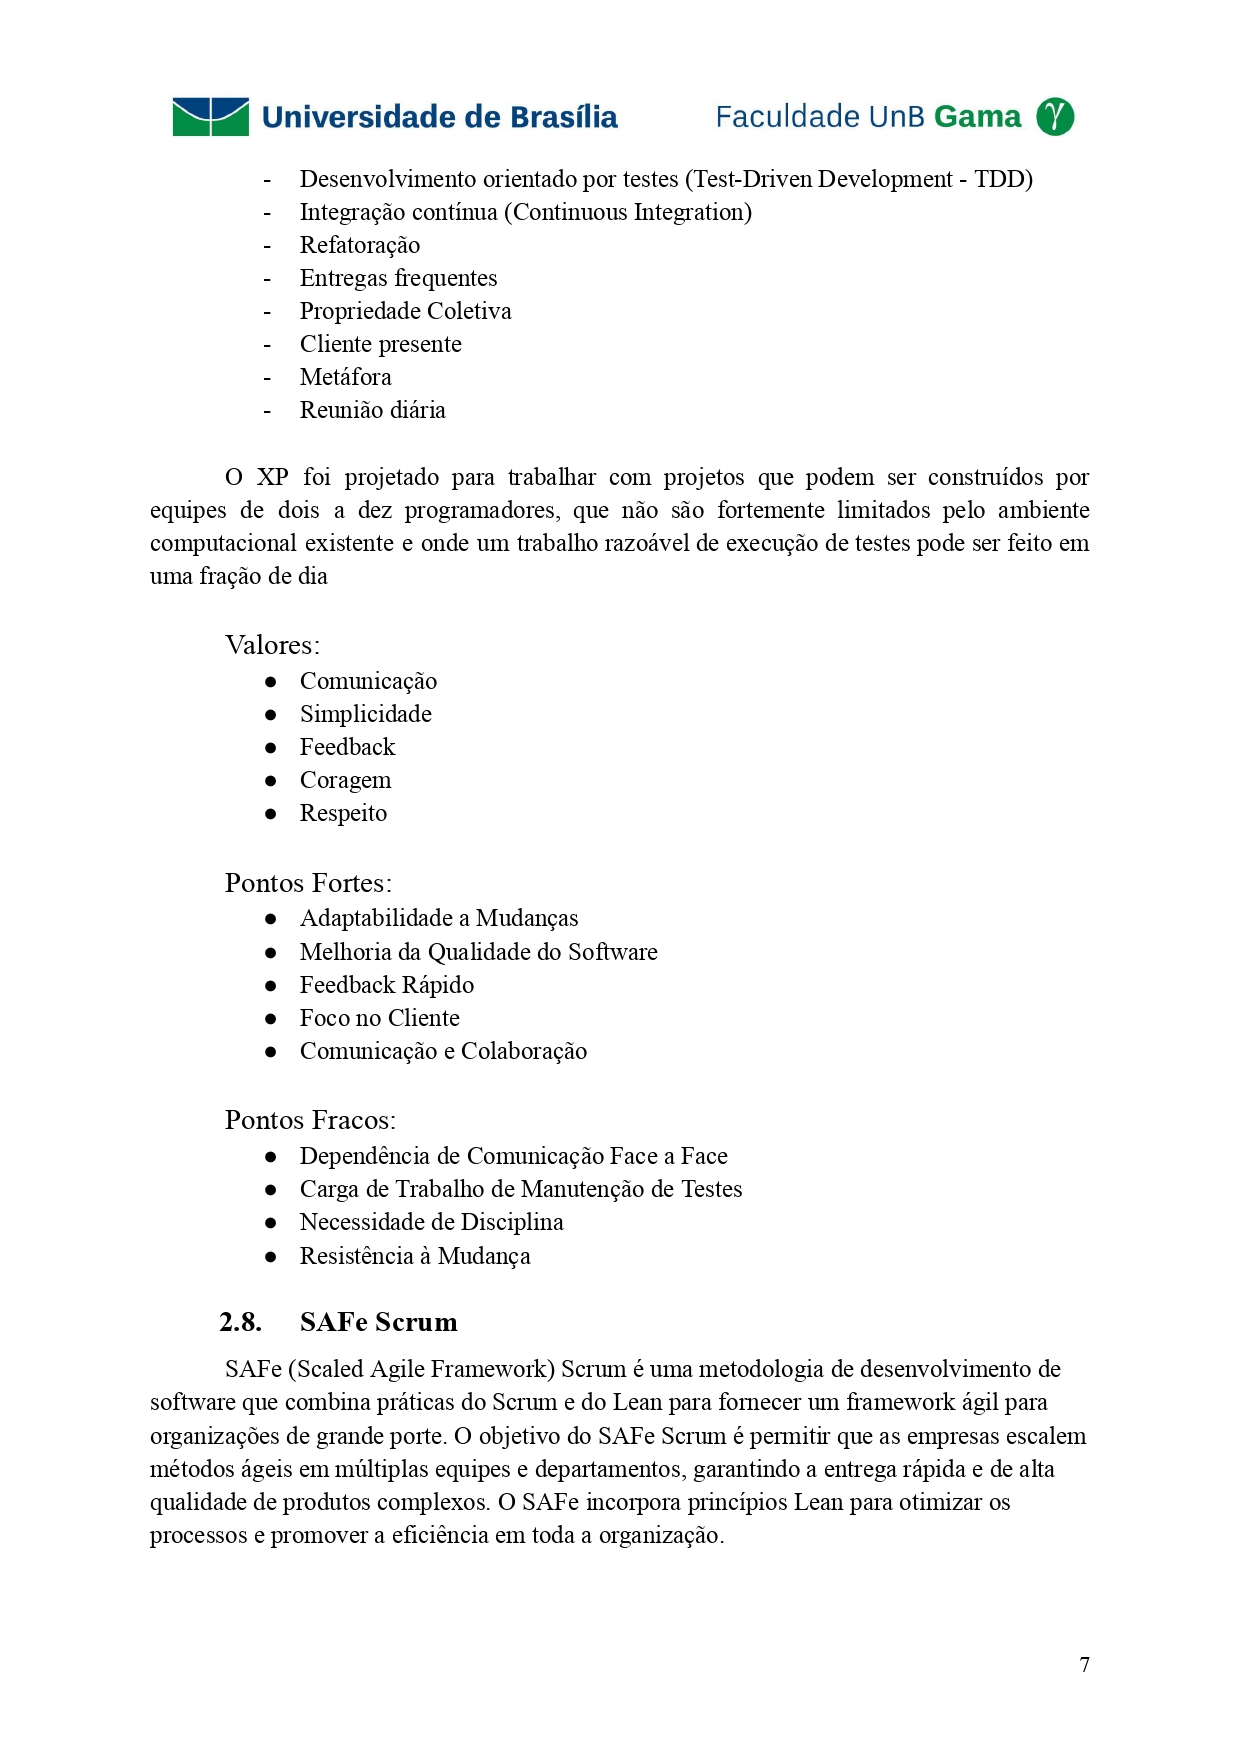 Universidade de Brasília Faculdade UnB Gama γ
- Desenvolvimento orientado por testes (Test-Driven Development - TDD)
- Integração contínua (Continuous Integration)
- Refatoração
- Entregas frequentes
- Propriedade Coletiva
- Cliente presente
- Metáfora
- Reunião diária
O XP foi projetado para trabalhar com projetos que podem ser construídos por
equipes de dois a dez programadores, que não são fortemente limitados pelo ambiente
computacional existente e onde um trabalho razoável de execução de testes pode ser feito em
uma fração de dia
Valores:
● Comunicação
● Simplicidade
● Feedback
● Coragem
● Respeito
Pontos Fortes:
● Adaptabilidade a Mudanças
● Melhoria da Qualidade do Software
● Feedback Rápido
● Foco no Cliente
● Comunicação e Colaboração
Pontos Fracos:
● Dependência de Comunicação Face a Face
● Carga de Trabalho de Manutenção de Testes
● Necessidade de Disciplina
● Resistência à Mudança
2.8. SAFe Scrum
SAFe (Scaled Agile Framework) Scrum é uma metodologia de desenvolvimento de
software que combina práticas do Scrum e do Lean para fornecer um framework ágil para
organizações de grande porte. O objetivo do SAFe Scrum é permitir que as empresas escalem
métodos ágeis em múltiplas equipes e departamentos, garantindo a entrega rápida e de alta
qualidade de produtos complexos. O SAFe incorpora princípios Lean para otimizar os
processos e promover a eficiência em toda a organização.
7